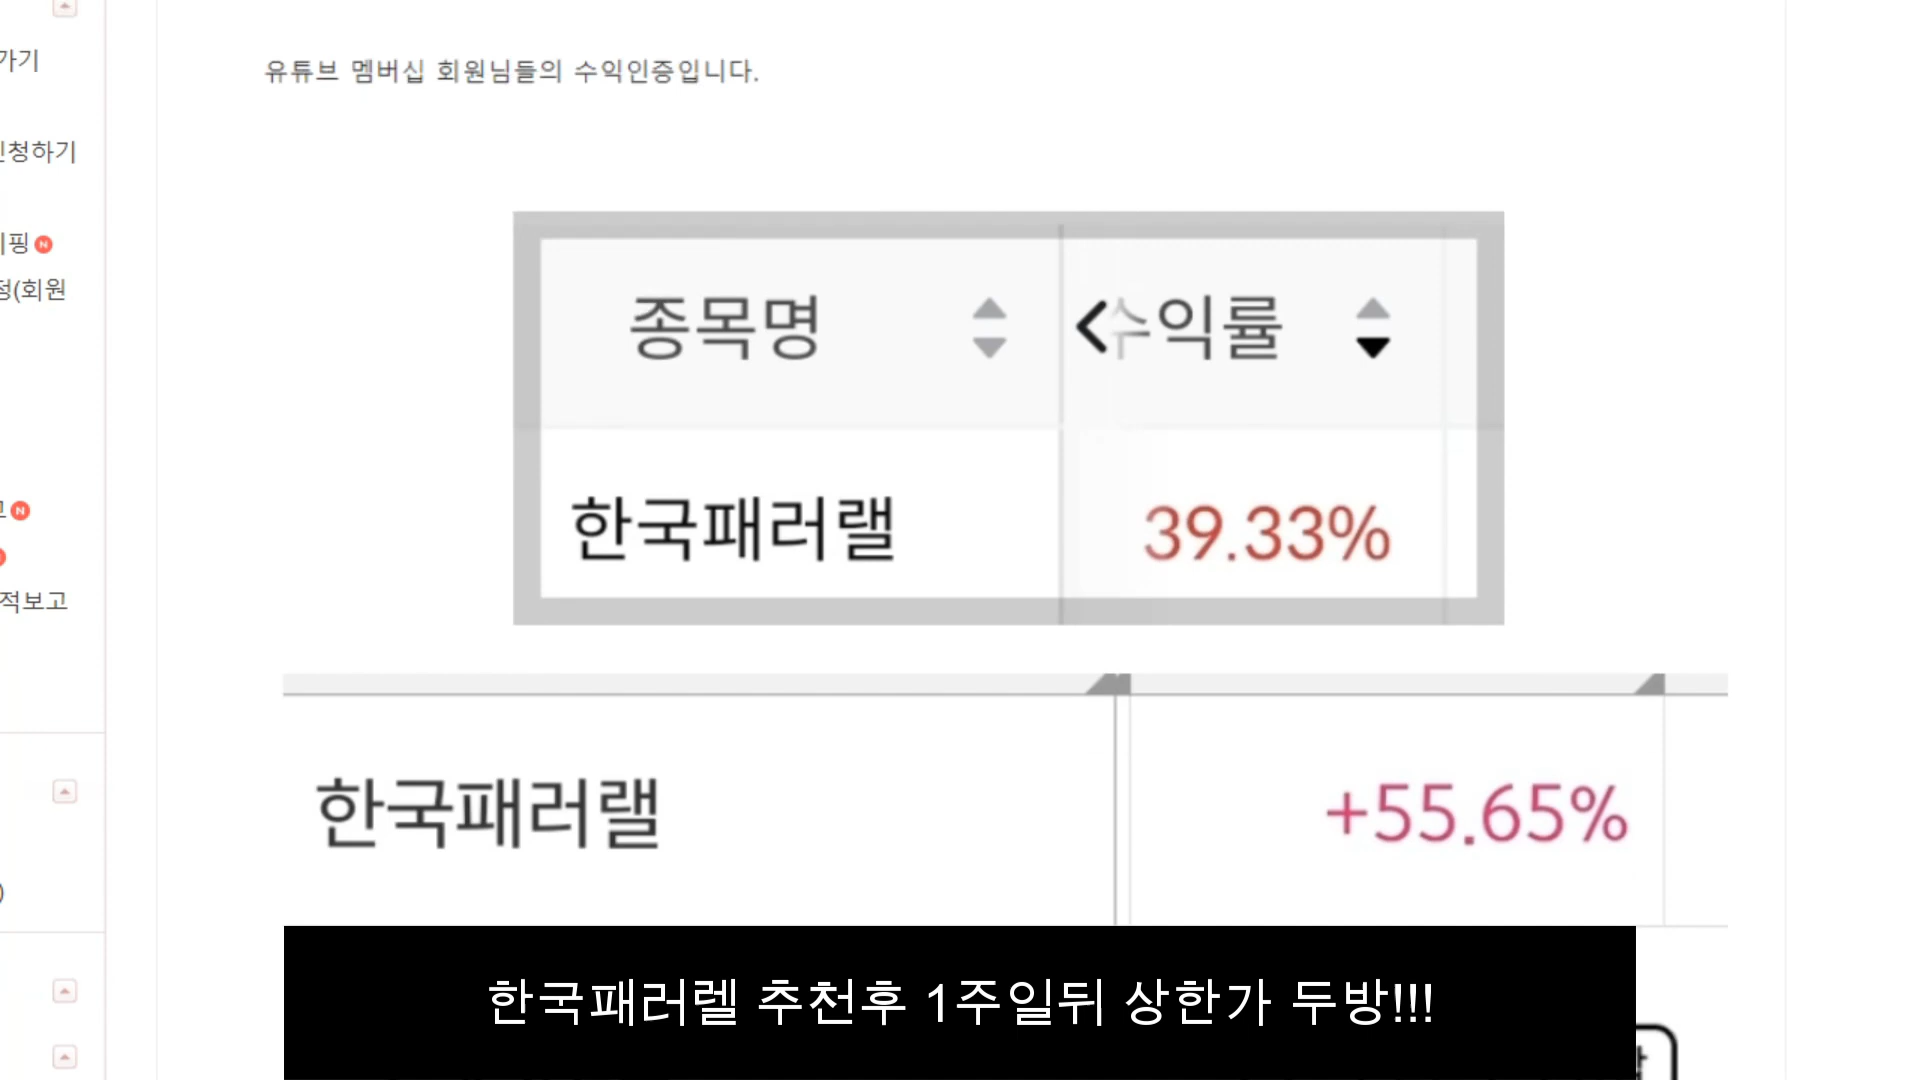 가기
유튜브 멤버십 회원님들의 수익인증입니다.
청하기
핑 N
(회원
종목명 수익률
한국패러랠 39.33%
N
적보고
한국패러랠 +55.65%
)
한국패러렐 추천후 1주일뒤 상한가 두방!!!